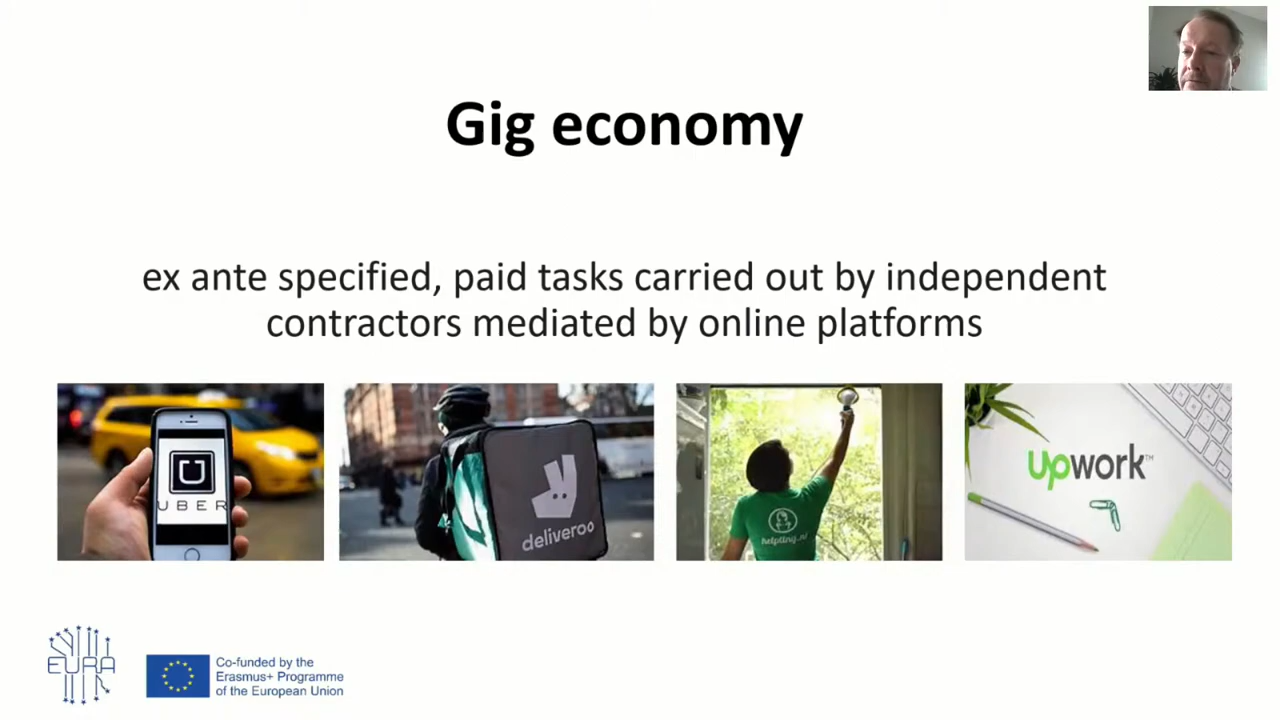 Gig economy
ex ante specified, paid tasks carried out by independent
contractors mediated by online platforms
UBER
deliveroo
helpling.nl
upwork™
EURA
Co-funded by the
Erasmus+ Programme
of the European Union